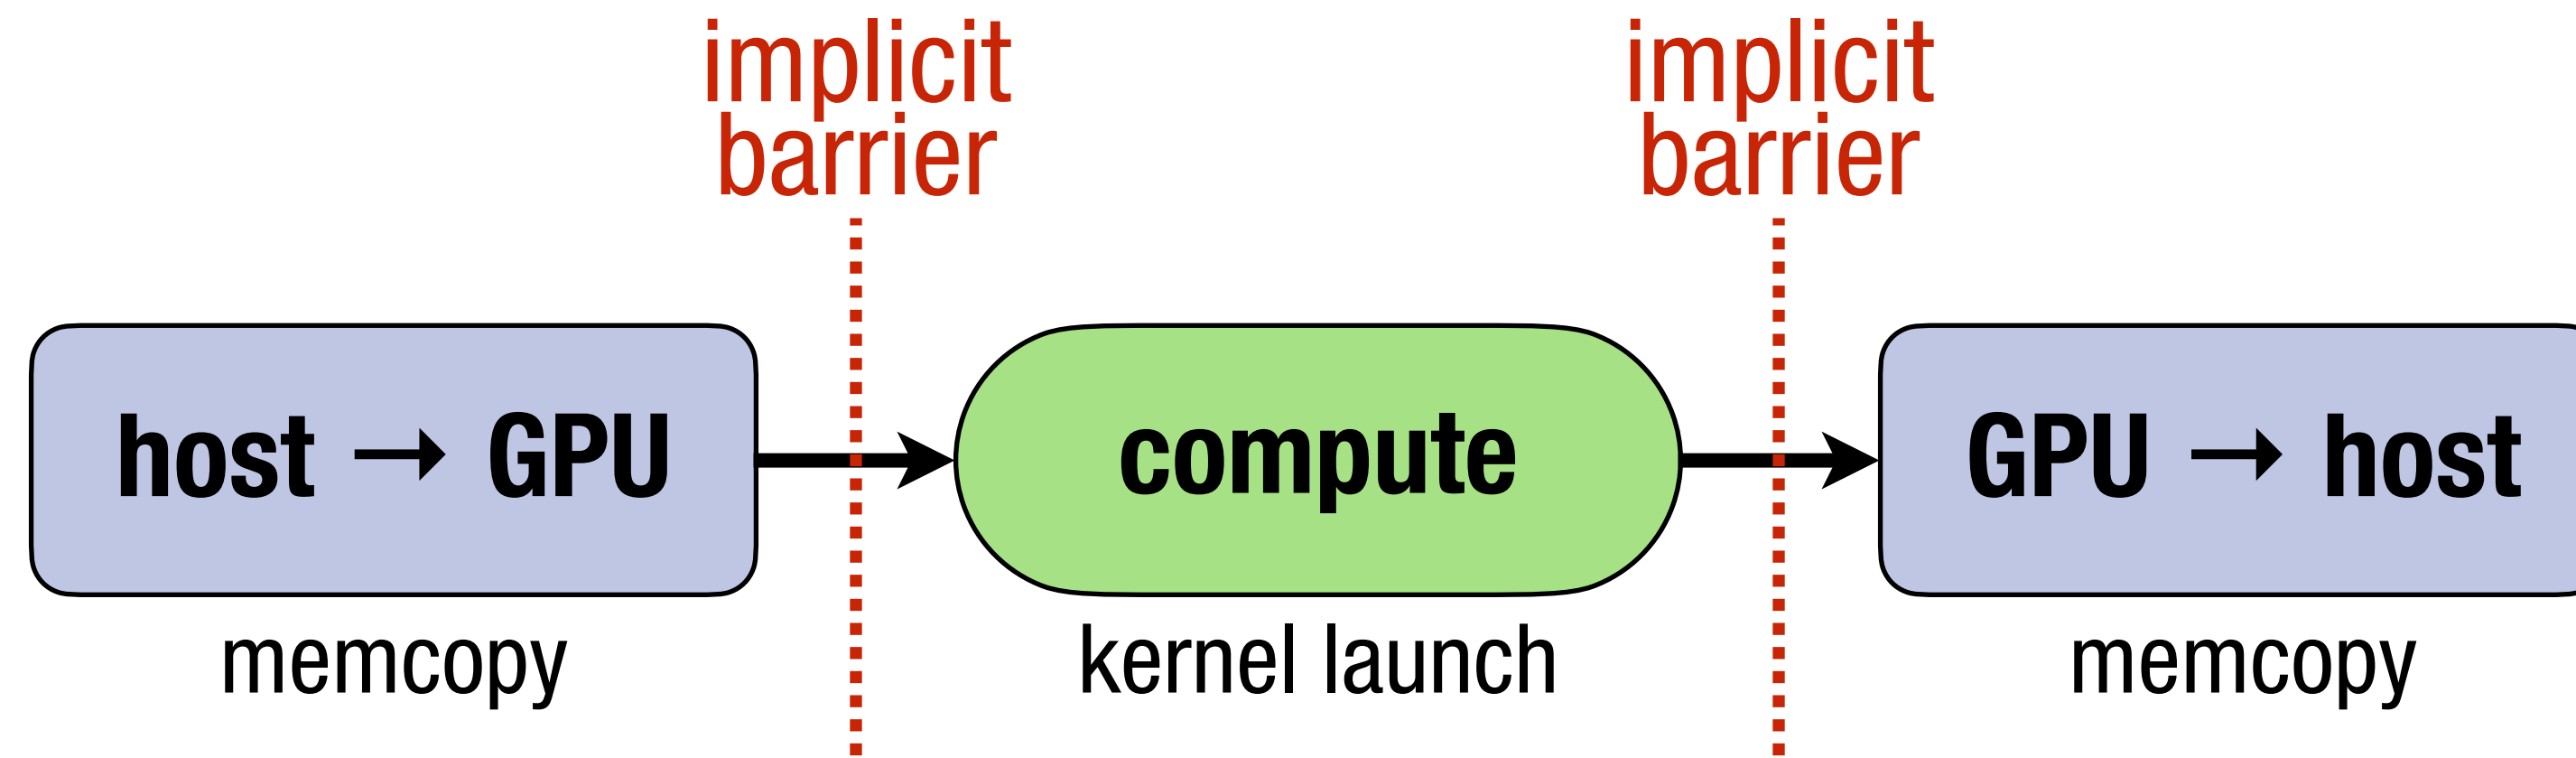 implicit
barrier
implicit
barrier
host → GPU
compute
GPU → host
memcopy
kernel launch
memcopy